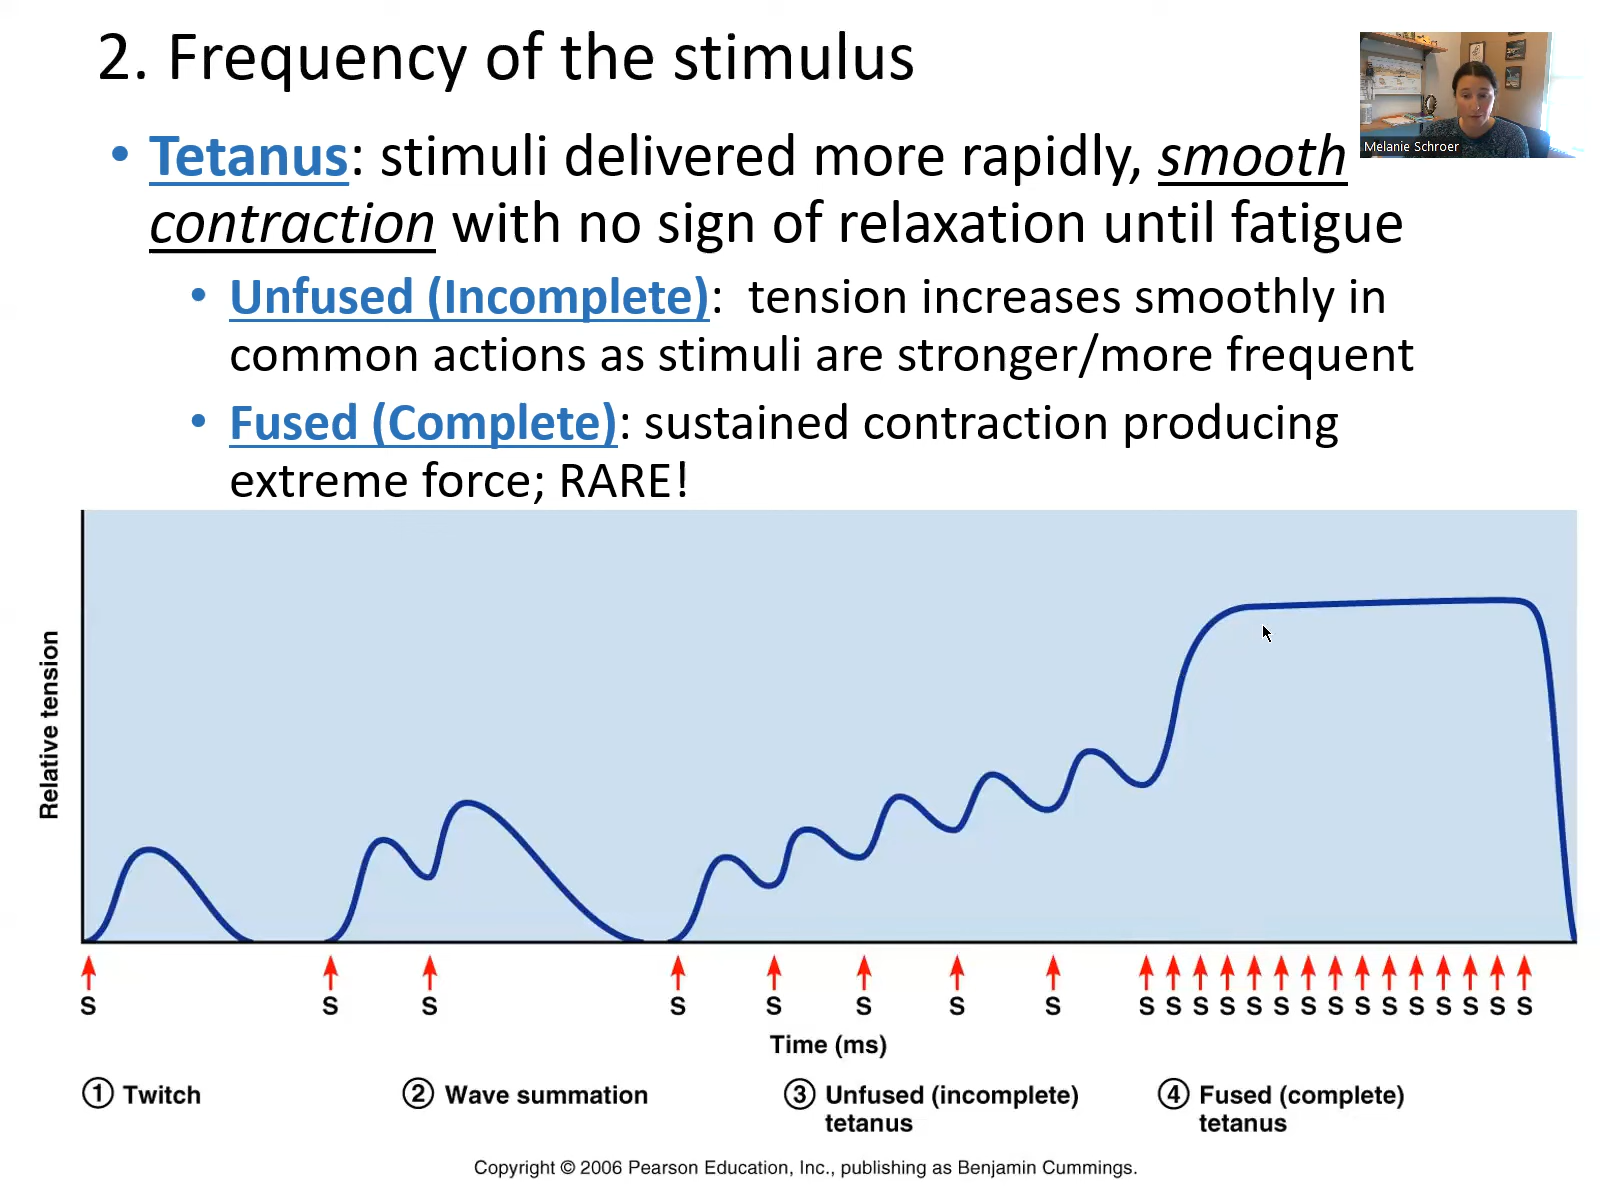 2. Frequency of the stimulus
• Tetanus: stimuli delivered more rapidly, smooth
contraction with no sign of relaxation until fatigue
• Unfused (Incomplete):  tension increases smoothly in
common actions as stimuli are stronger/more frequent
• Fused (Complete): sustained contraction producing
extreme force; RARE!
Melanie Schroer
Relative tension
S S S S S S S S S S S S S S S S S S S S S S S
Time (ms)
1 Twitch
2 Wave summation
3 Unfused (incomplete)
tetanus
4 Fused (complete)
tetanus
Copyright © 2006 Pearson Education, Inc., publishing as Benjamin Cummings.